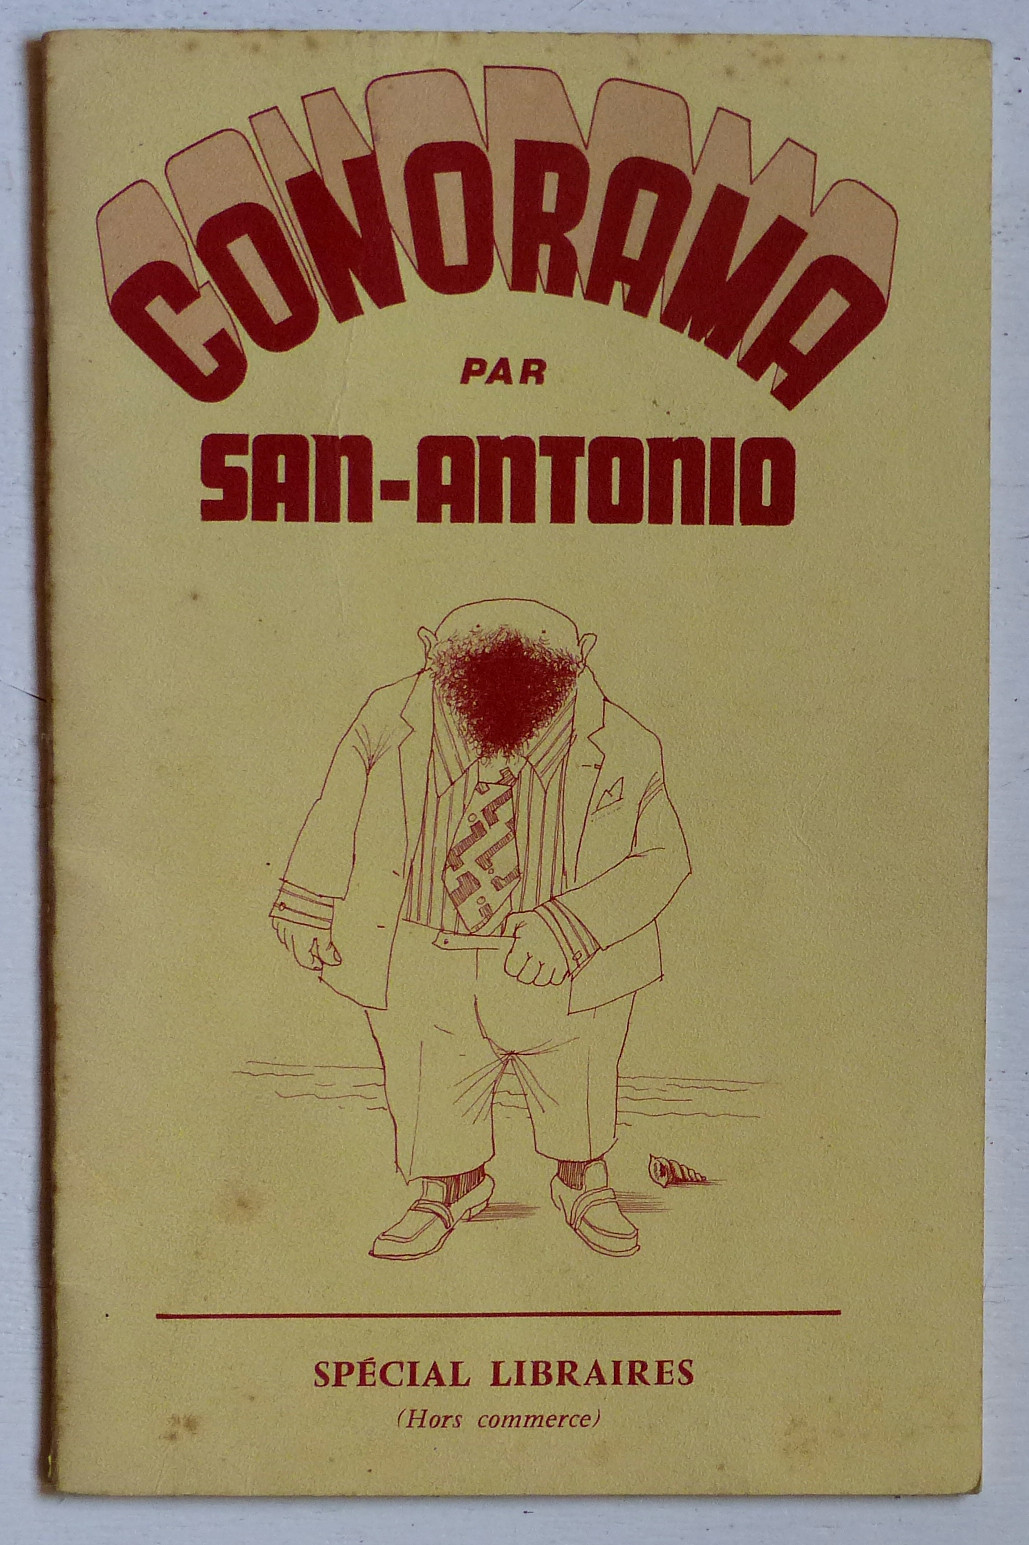 CONORAMA
PAR
SAN-ANTONIO
SPÉCIAL LIBRAIRES
(Hors commerce)